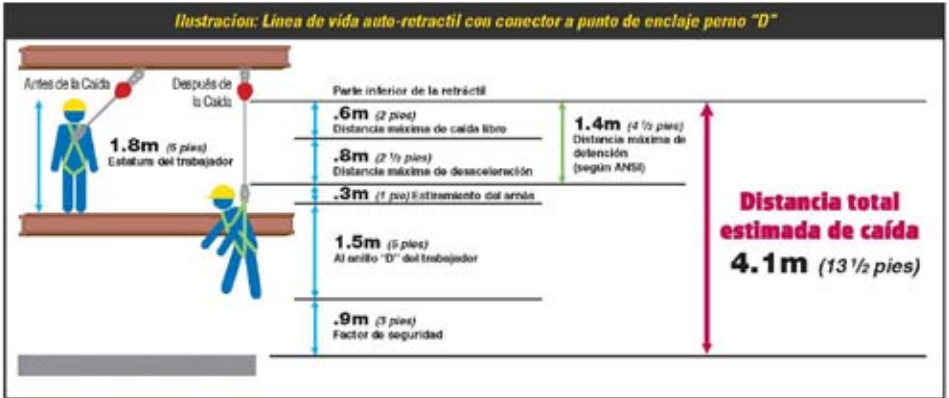 Ilustracion: Línea de vida auto-retractil con conector a punto de enclaje perno "D"
Antes de la Caída
Después de
la Caída
1.8m (6 pies)
Estatura del trabajador
Parte inferior de la retráctil
.6m (2 pies)
Distancia máxima de caída libre
.8m (2 ½ pies)
Distancia máxima de desaceleración
.3m (1 pie) Estiramiento del arnés
1.5m (5 pies)
Al anillo "D" del trabajador
.9m (3 pies)
Factor de seguridad
1.4m (4 ½ pies)
Distancia máxima de
detención
(según ANSI)
Distancia total
estimada de caída
4.1m (13 ½ pies)